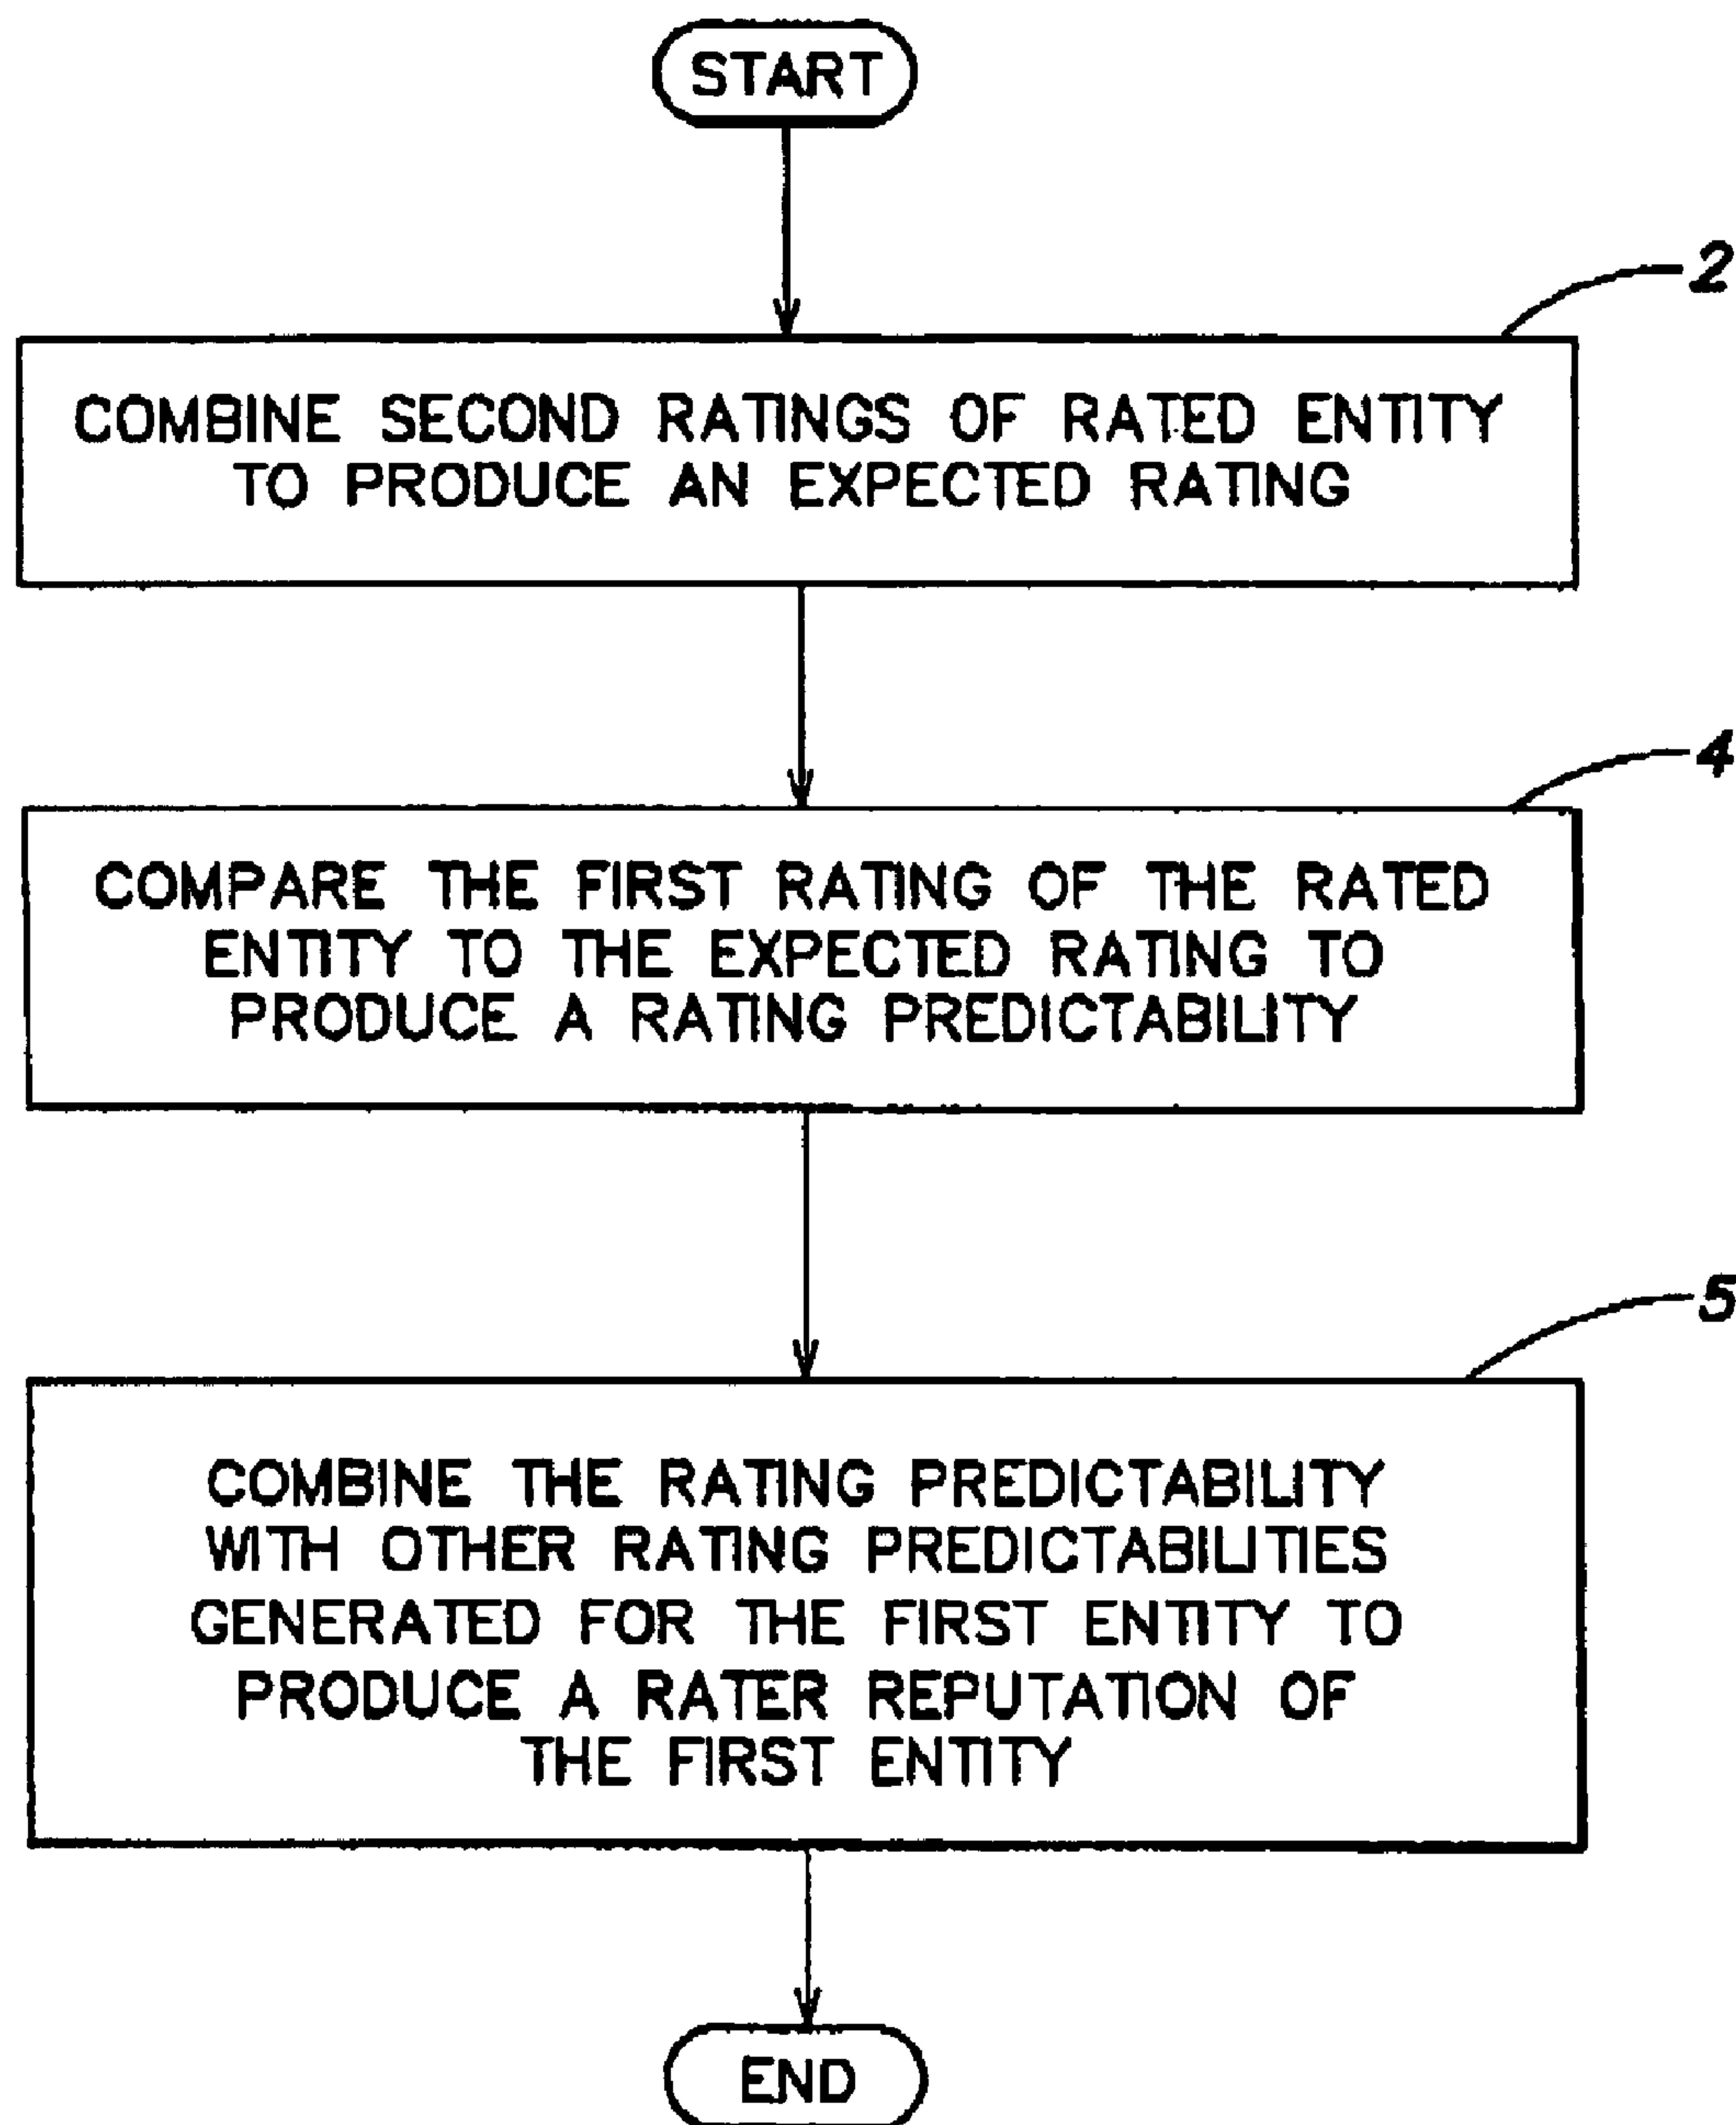 START
2
COMBINE SECOND RATINGS OF RATED ENTITY
TO PRODUCE AN EXPECTED RATING
4
COMPARE THE FIRST RATING OF THE RATED
ENTITY TO THE EXPECTED RATING TO
PRODUCE A RATING PREDICTABILITY
5
COMBINE THE RATING PREDICTABILITY
WITH OTHER RATING PREDICTABILITIES
GENERATED FOR THE FIRST ENTITY TO
PRODUCE A RATER REPUTATION OF
THE FIRST ENTITY
END